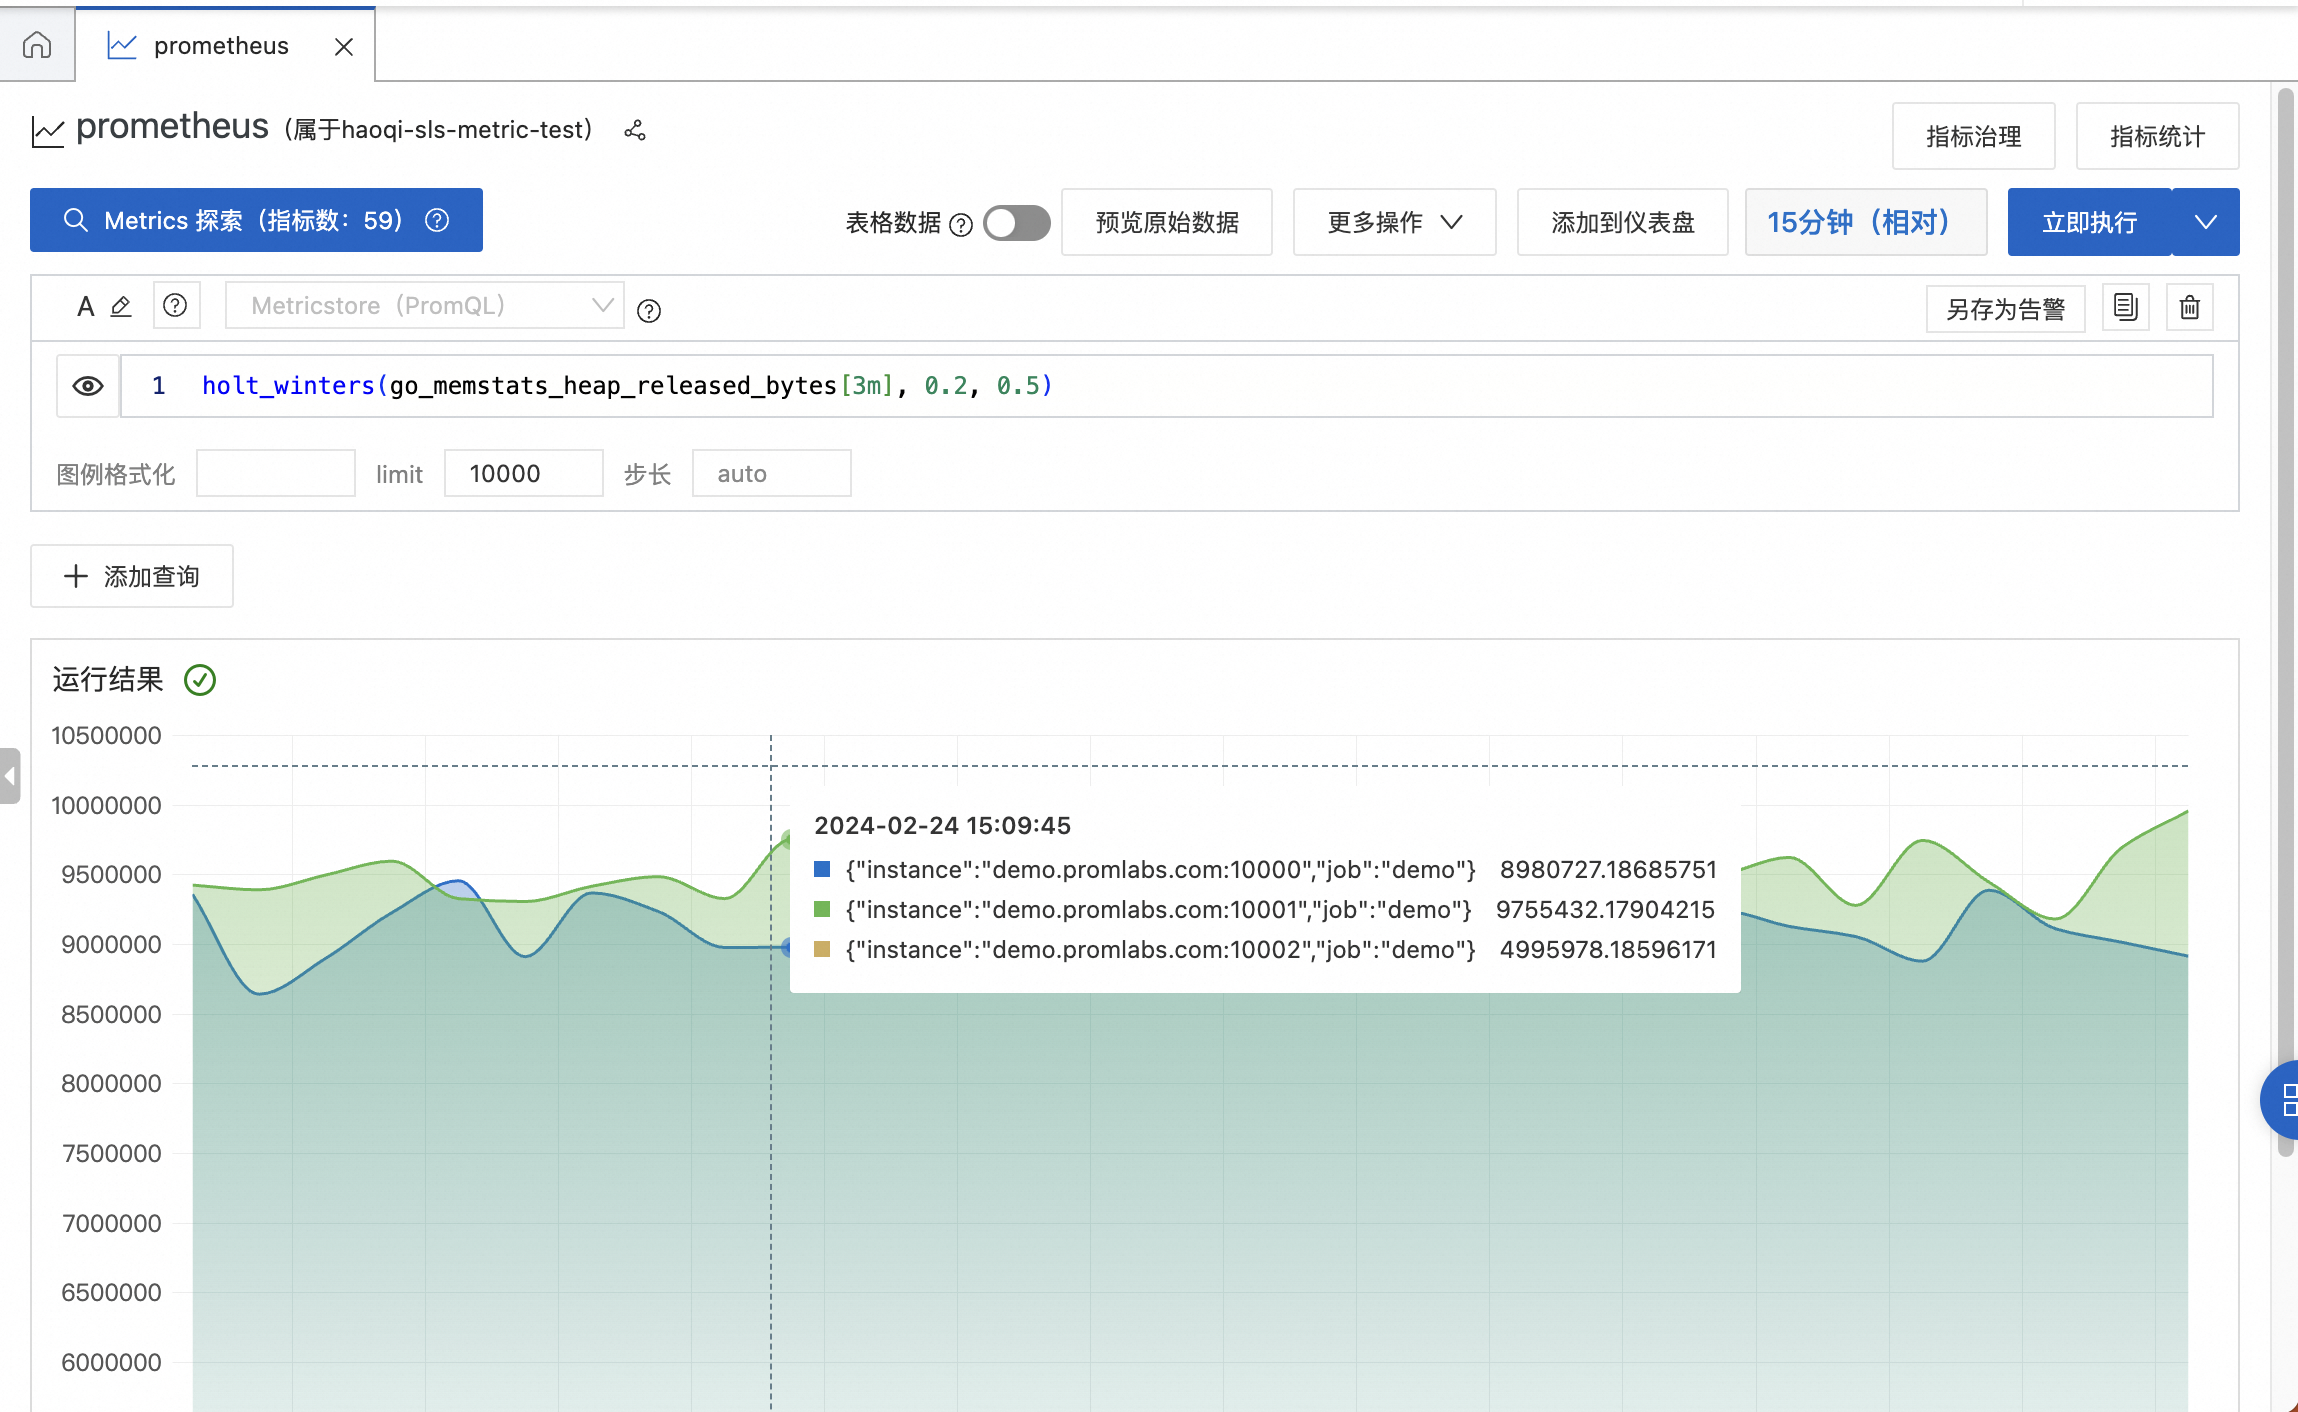 prometheus
prometheus（属于haoqi-sls-metric-test）
指标治理 指标统计
Metrics 探索（指标数：59）
表格数据 预览原始数据 更多操作 添加到仪表盘 15分钟（相对） 立即执行
A Metricstore（PromQL） 另存为告警
1 holt_winters(go_memstats_heap_released_bytes[3m], 0.2, 0.5)
图例格式化 limit 10000 步长 auto
添加查询
运行结果
10500000
10000000
9500000
9000000
8500000
8000000
7500000
7000000
6500000
6000000
2024-02-24 15:09:45
{"instance":"demo.promlabs.com:10000","job":"demo"} 8980727.18685751
{"instance":"demo.promlabs.com:10001","job":"demo"} 9755432.17904215
{"instance":"demo.promlabs.com:10002","job":"demo"} 4995978.18596171